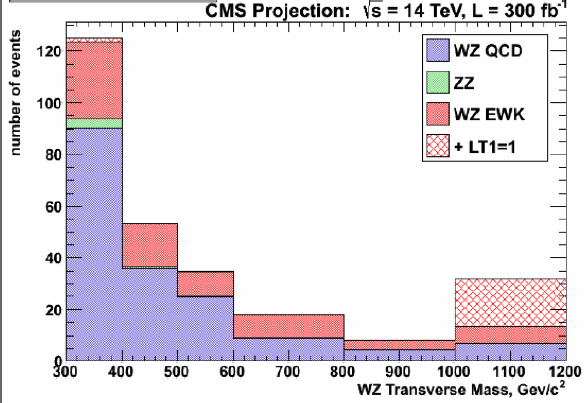 CMS Projection: √s = 14 TeV, L = 300 fb⁻¹
number of events
120
100
80
60
40
20
0
WZ QCD
ZZ
WZ EWK
+ LT1=1
300 400 500 600 700 800 900 1000 1100 1200
WZ Transverse Mass, Gev/c²